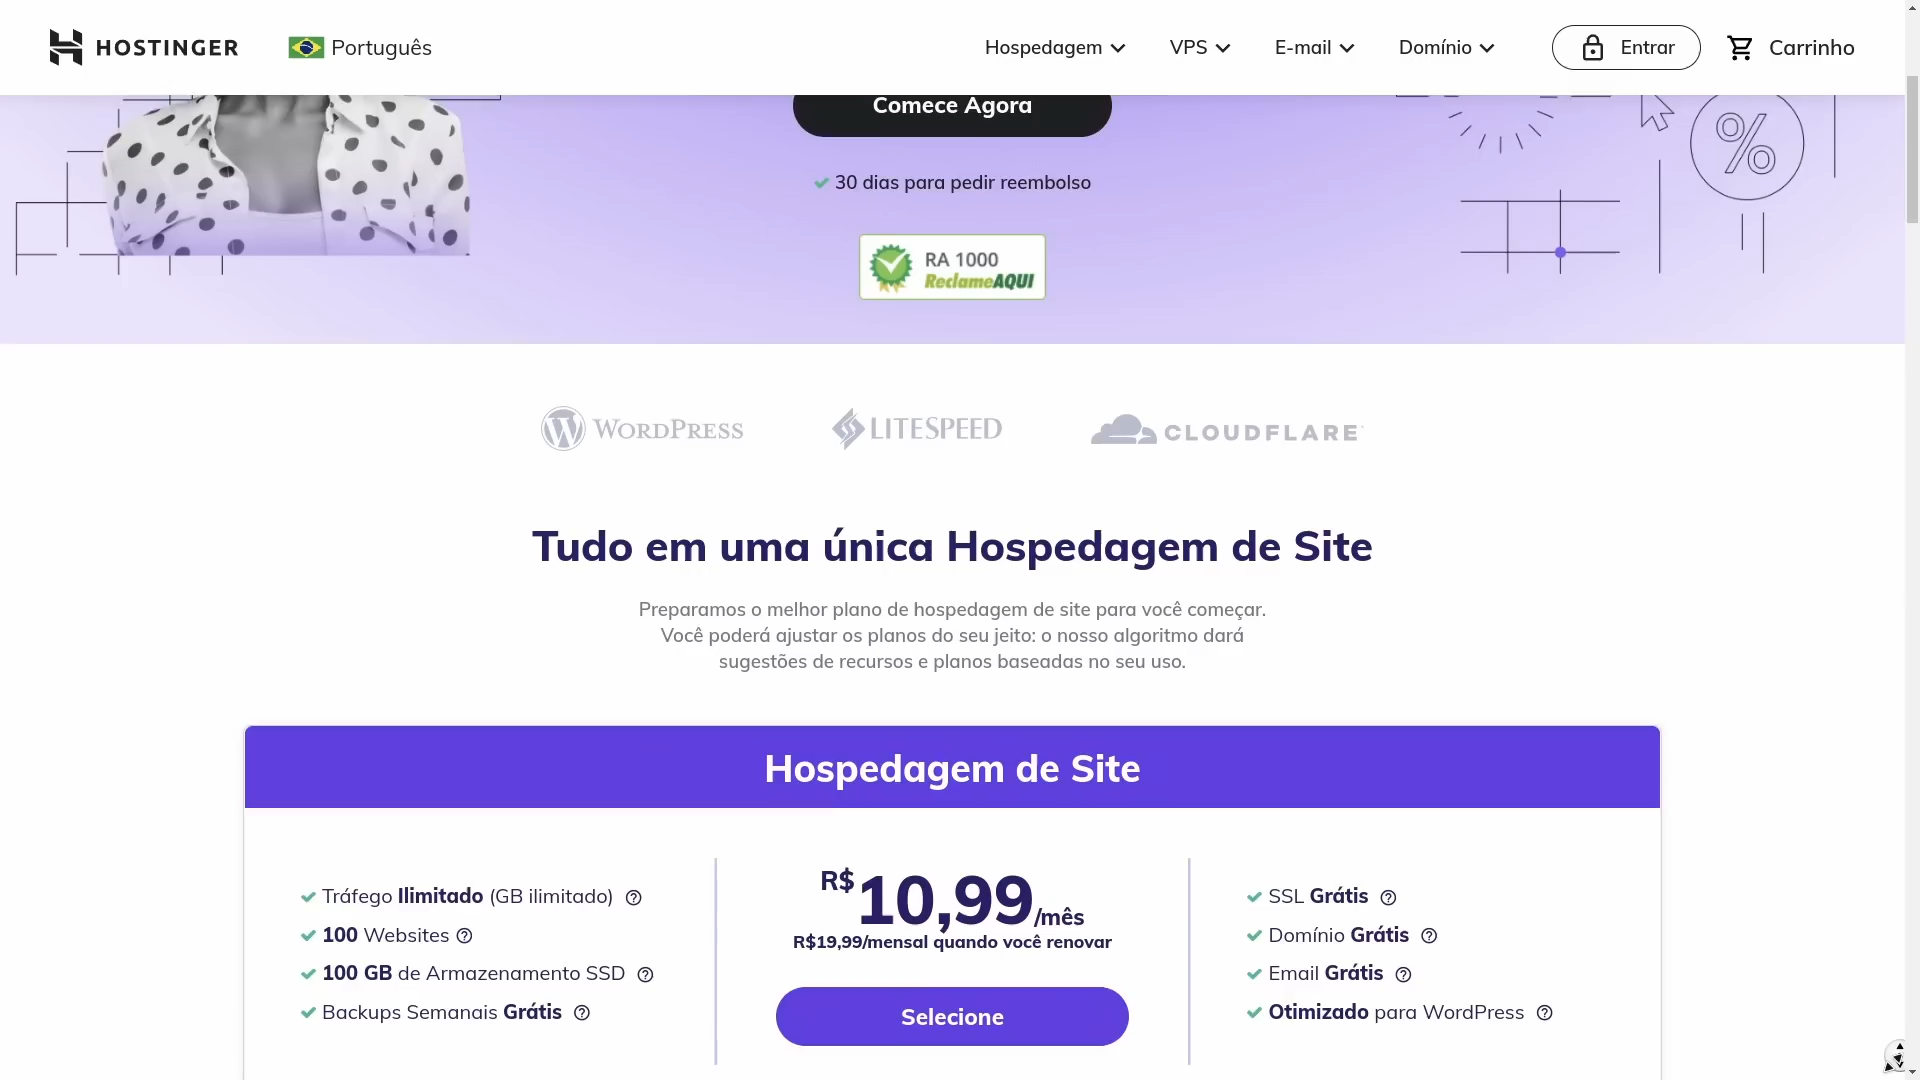 HOSTINGER
Português
Hospedagem
VPS
E-mail
Domínio
Entrar
Carrinho
Comece Agora
30 dias para pedir reembolso
%
RA 1000
ReclameAQUI
WORDPRESS
LITESPEED
CLOUDFLARE
Tudo em uma única Hospedagem de Site
Preparamos o melhor plano de hospedagem de site para você começar.
Você poderá ajustar os planos do seu jeito: o nosso algoritmo dará
sugestões de recursos e planos baseadas no seu uso.
Hospedagem de Site
Tráfego Ilimitado (GB ilimitado)
100 Websites
100 GB de Armazenamento SSD
Backups Semanais Grátis
R$10,99/mês
R$19,99/mensal quando você renovar
Selecione
SSL Grátis
Domínio Grátis
Email Grátis
Otimizado para WordPress